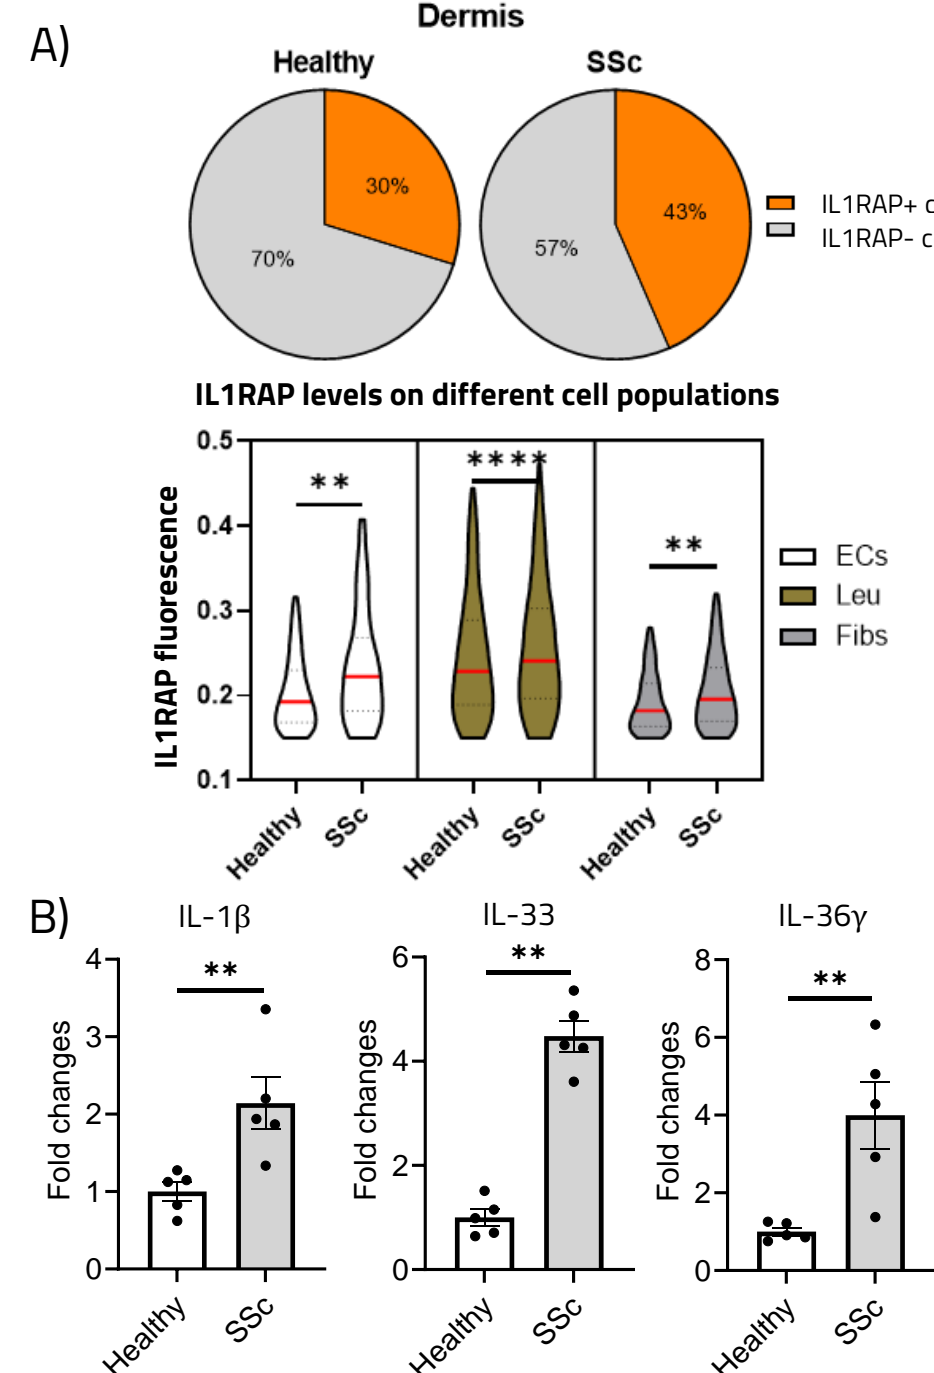 A)
Dermis
Healthy
SSc
30%
70%
43%
57%
IL1RAP+ c
IL1RAP- c
IL1RAP levels on different cell populations
IL1RAP fluorescence
0.5
0.4
0.3
0.2
0.1
**
****
**
Healthy
SSc
Healthy
SSc
Healthy
SSc
ECs
Leu
Fibs
B)
IL-1β
Fold changes
4
3
2
1
0
**
Healthy
SSc
IL-33
Fold changes
6
4
2
0
**
Healthy
SSc
IL-36γ
Fold changes
8
6
4
2
0
**
Healthy
SSc